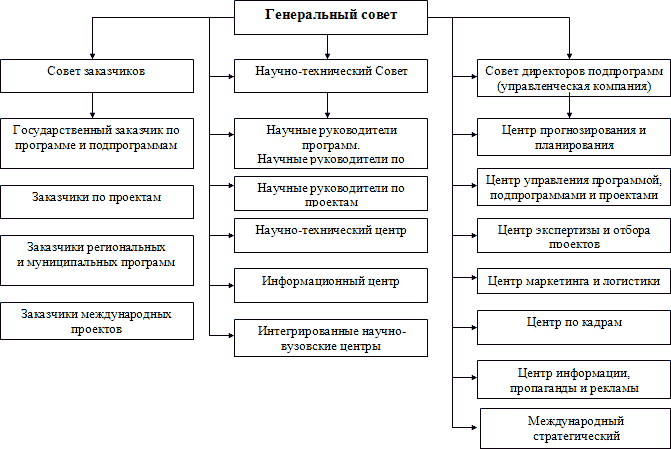 Генеральный совет
Совет заказчиков
Государственный заказчик по
программе и подпрограммам
Заказчики по проектам
Заказчики региональных
и муниципальных программ
Заказчики международных
проектов
Научно-технический Совет
Научные руководители
программ.
Научные руководители по
Научные руководители по
проектам
Научно-технический центр
Информационный центр
Интегрированные научно-
вузовские центры
Совет директоров подпрограмм
(управленческая компания)
Центр прогнозирования и
планирования
Центр управления программой,
подпрограммами и проектами
Центр экспертизы и отбора
проектов
Центр маркетинга и логистики
Центр по кадрам
Центр информации,
пропаганды и рекламы
Международный
стратегический